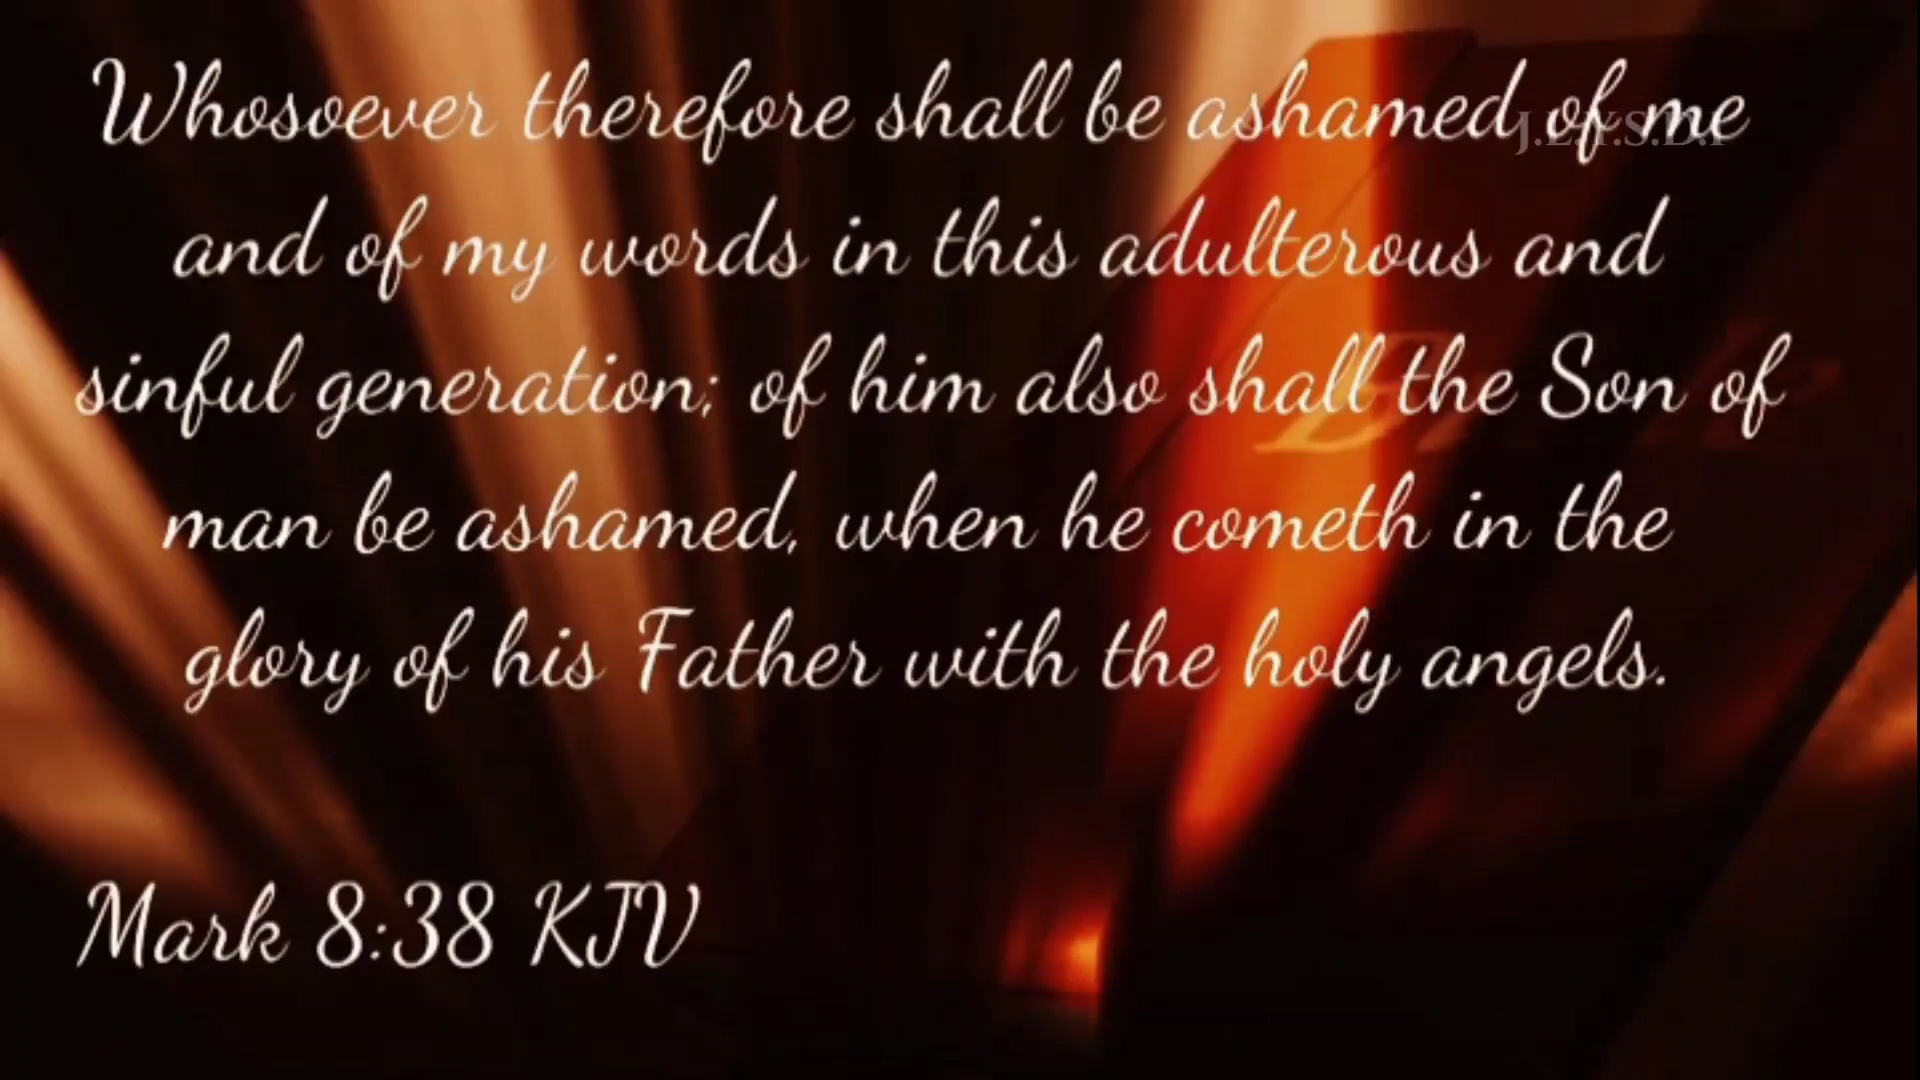 Whosoever therefore shall be ashamed of me
and of my words in this adulterous and
sinful generation; of him also shall the Son of
man be ashamed, when he cometh in the
glory of his Father with the holy angels.
Mark 8:38 KJV